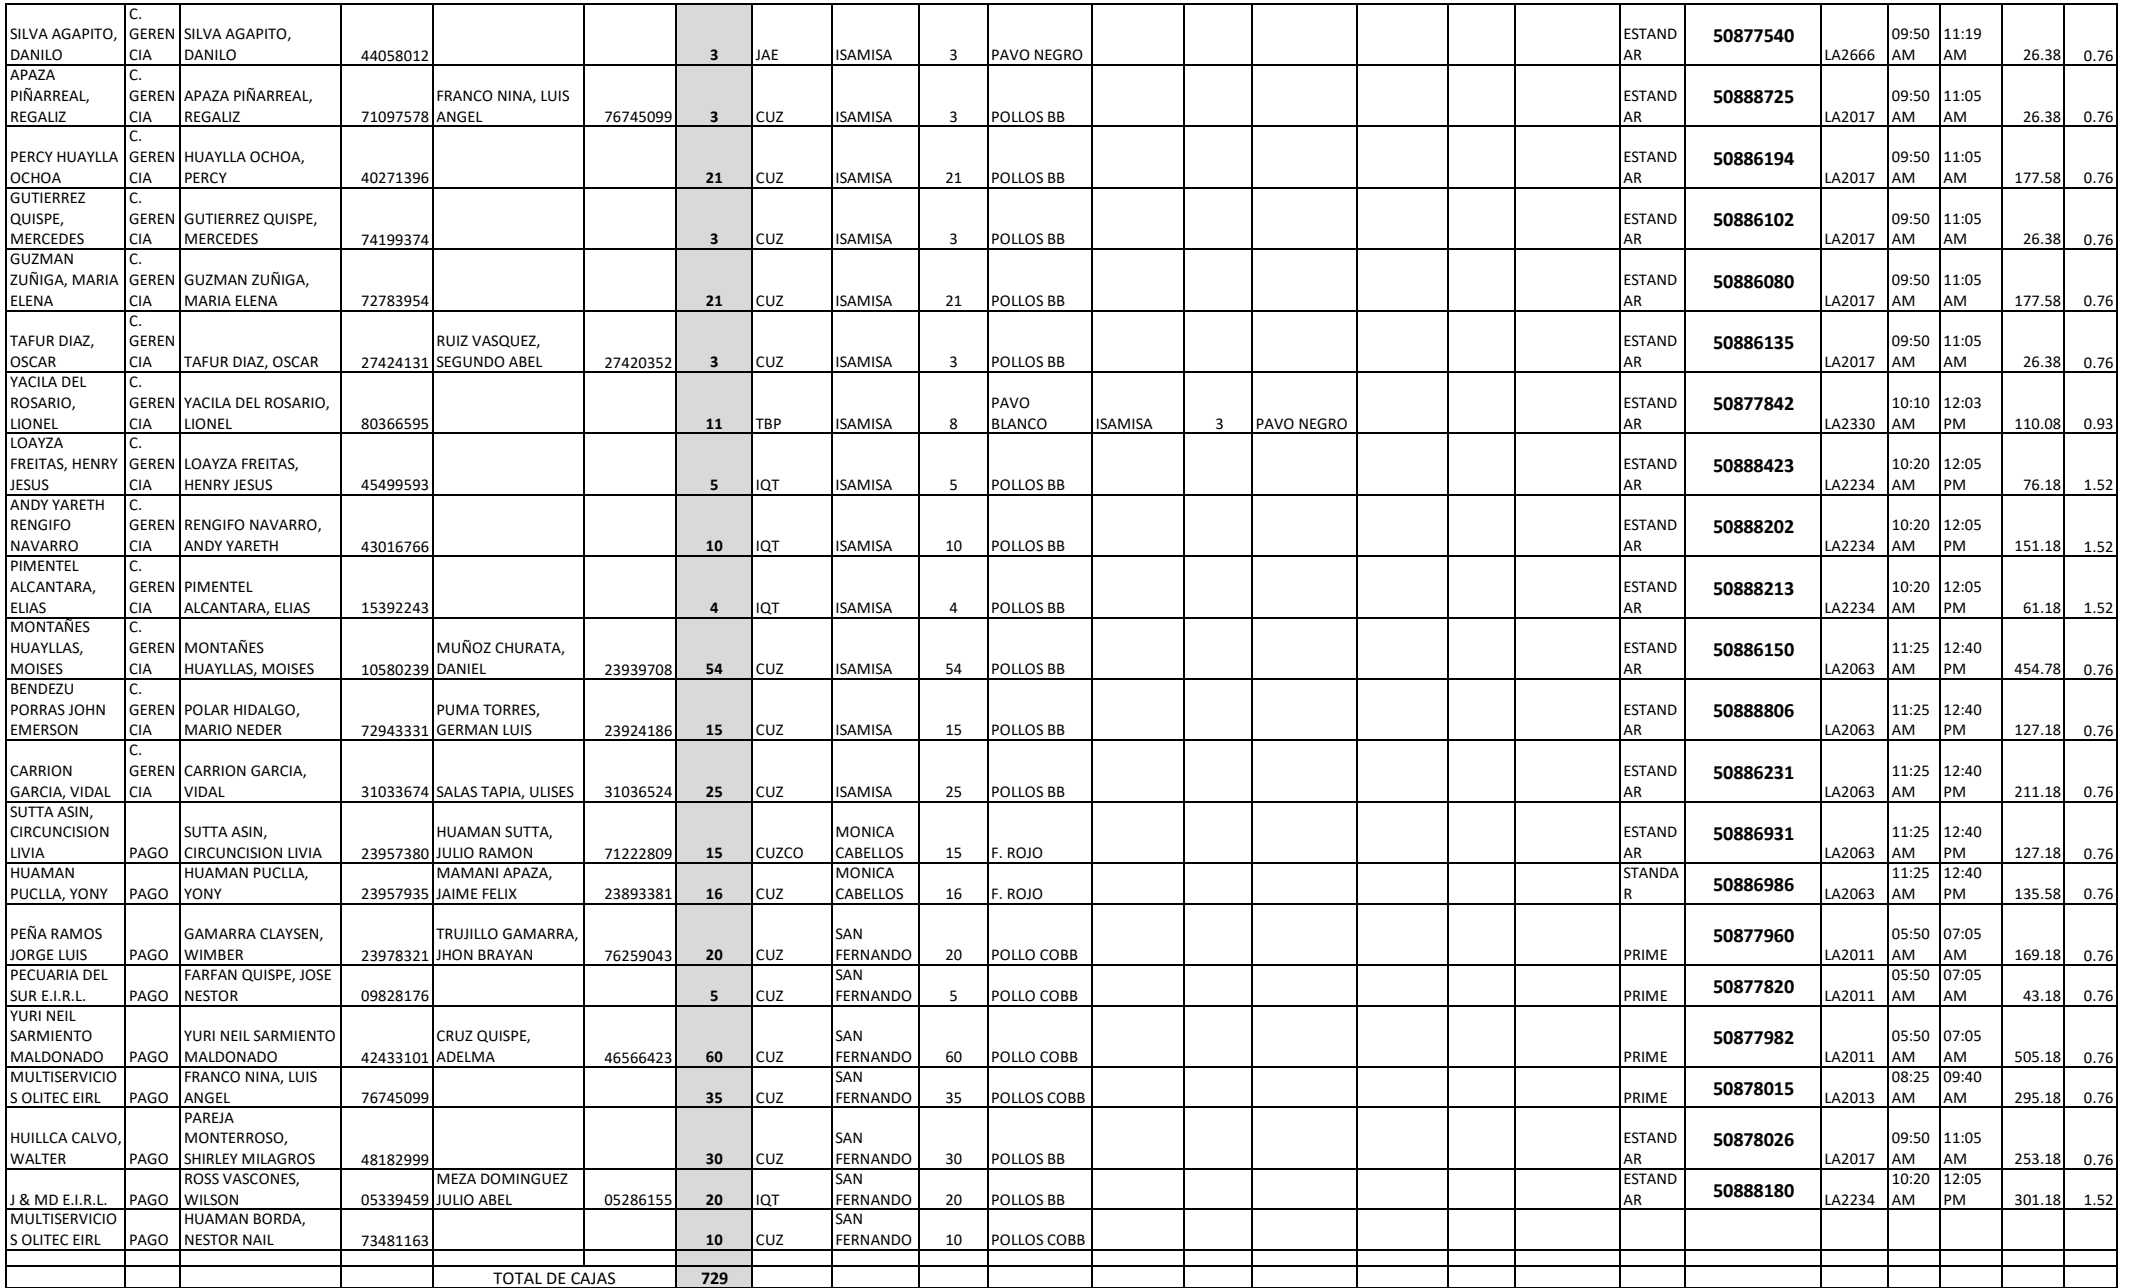 SILVA AGAPITO, DANILO C. GERENCIA SILVA AGAPITO, DANILO 44058012 3 JAE ISAMISA 3 PAVO NEGRO ESTANDAR 50877540 LA2666 09:50 AM 11:19 AM 26.38 0.76
APAZA PIÑARREAL, REGALIZ C. GERENCIA APAZA PIÑARREAL, REGALIZ 71097578 FRANCO NINA, LUIS ANGEL 76745099 3 CUZ ISAMISA 3 POLLOS BB ESTANDAR 50888725 LA2017 09:50 AM 11:05 AM 26.38 0.76
PERCY HUAYLLA OCHOA C. GERENCIA HUAYLLA OCHOA, PERCY 40271396 21 CUZ ISAMISA 21 POLLOS BB ESTANDAR 50886194 LA2017 09:50 AM 11:05 AM 177.58 0.76
GUTIERREZ QUISPE, MERCEDES C. GERENCIA GUTIERREZ QUISPE, MERCEDES 74199374 3 CUZ ISAMISA 3 POLLOS BB ESTANDAR 50886102 LA2017 09:50 AM 11:05 AM 26.38 0.76
GUZMAN ZUÑIGA, MARIA ELENA C. GERENCIA GUZMAN ZUÑIGA, MARIA ELENA 72783954 21 CUZ ISAMISA 21 POLLOS BB ESTANDAR 50886080 LA2017 09:50 AM 11:05 AM 177.58 0.76
TAFUR DIAZ, OSCAR C. GERENCIA TAFUR DIAZ, OSCAR 27424131 RUIZ VASQUEZ, SEGUNDO ABEL 27420352 3 CUZ ISAMISA 3 POLLOS BB ESTANDAR 50886135 LA2017 09:50 AM 11:05 AM 26.38 0.76
YACILA DEL ROSARIO, LIONEL C. GERENCIA YACILA DEL ROSARIO, LIONEL 80366595 11 TBP ISAMISA 8 PAVO BLANCO ISAMISA 3 PAVO NEGRO ESTANDAR 50877842 LA2330 10:10 AM 12:03 PM 110.08 0.93
LOAYZA FREITAS, HENRY JESUS C. GERENCIA LOAYZA FREITAS, HENRY JESUS 45499593 5 IQT ISAMISA 5 POLLOS BB ESTANDAR 50888423 LA2234 10:20 AM 12:05 PM 76.18 1.52
ANDY YARETH RENGIFO NAVARRO C. GERENCIA RENGIFO NAVARRO, ANDY YARETH 43016766 10 IQT ISAMISA 10 POLLOS BB ESTANDAR 50888202 LA2234 10:20 AM 12:05 PM 151.18 1.52
PIMENTEL ALCANTARA, ELIAS C. GERENCIA PIMENTEL ALCANTARA, ELIAS 15392243 4 IQT ISAMISA 4 POLLOS BB ESTANDAR 50888213 LA2234 10:20 AM 12:05 PM 61.18 1.52
MONTAÑES HUAYLLAS, MOISES C. GERENCIA MONTAÑES HUAYLLAS, MOISES 10580239 MUÑOZ CHURATA, DANIEL 23939708 54 CUZ ISAMISA 54 POLLOS BB ESTANDAR 50886150 LA2063 11:25 AM 12:40 PM 454.78 0.76
BENDEZU PORRAS JOHN EMERSON C. GERENCIA POLAR HIDALGO, MARIO NEDER 72943331 PUMA TORRES, GERMAN LUIS 23924186 15 CUZ ISAMISA 15 POLLOS BB ESTANDAR 50888806 LA2063 11:25 AM 12:40 PM 127.18 0.76
CARRION GARCIA, VIDAL C. GERENCIA CARRION GARCIA, VIDAL 31033674 SALAS TAPIA, ULISES 31036524 25 CUZ ISAMISA 25 POLLOS BB ESTANDAR 50886231 LA2063 11:25 AM 12:40 PM 211.18 0.76
SUTTA ASIN, CIRCUNCISION LIVIA PAGO SUTTA ASIN, CIRCUNCISION LIVIA 23957380 HUAMAN SUTTA, JULIO RAMON 71222809 15 CUZCO MONICA CABELLOS 15 F. ROJO ESTANDAR 50886931 LA2063 11:25 AM 12:40 PM 127.18 0.76
HUAMAN PUCLLA, YONY PAGO HUAMAN PUCLLA, YONY 23957935 MAMANI APAZA, JAIME FELIX 23893381 16 CUZ MONICA CABELLOS 16 F. ROJO STANDAR 50886986 LA2063 11:25 AM 12:40 PM 135.58 0.76
PEÑA RAMOS JORGE LUIS PAGO GAMARRA CLAYSEN, WIMBER 23978321 TRUJILLO GAMARRA, JHON BRAYAN 76259043 20 CUZ SAN FERNANDO 20 POLLO COBB PRIME 50877960 LA2011 05:50 AM 07:05 AM 169.18 0.76
PECUARIA DEL SUR E.I.R.L. PAGO FARFAN QUISPE, JOSE NESTOR 09828176 5 CUZ SAN FERNANDO 5 POLLO COBB PRIME 50877820 LA2011 05:50 AM 07:05 AM 43.18 0.76
YURI NEIL SARMIENTO MALDONADO PAGO YURI NEIL SARMIENTO MALDONADO 42433101 CRUZ QUISPE, ADELMA 46566423 60 CUZ SAN FERNANDO 60 POLLO COBB PRIME 50877982 LA2011 05:50 AM 07:05 AM 505.18 0.76
MULTISERVICIOS OLITEC EIRL PAGO FRANCO NINA, LUIS ANGEL 76745099 35 CUZ SAN FERNANDO 35 POLLOS COBB PRIME 50878015 LA2013 08:25 AM 09:40 AM 295.18 0.76
HUILLCA CALVO, WALTER PAGO PAREJA MONTERROSO, SHIRLEY MILAGROS 48182999 30 CUZ SAN FERNANDO 30 POLLOS BB ESTANDAR 50878026 LA2017 09:50 AM 11:05 AM 253.18 0.76
J & MD E.I.R.L. PAGO ROSS VASCONES, WILSON 05339459 MEZA DOMINGUEZ JULIO ABEL 05286155 20 IQT SAN FERNANDO 20 POLLOS BB ESTANDAR 50888180 LA2234 10:20 AM 12:05 PM 301.18 1.52
MULTISERVICIOS OLITEC EIRL PAGO HUAMAN BORDA, NESTOR NAIL 73481163 10 CUZ SAN FERNANDO 10 POLLOS COBB
TOTAL DE CAJAS 729